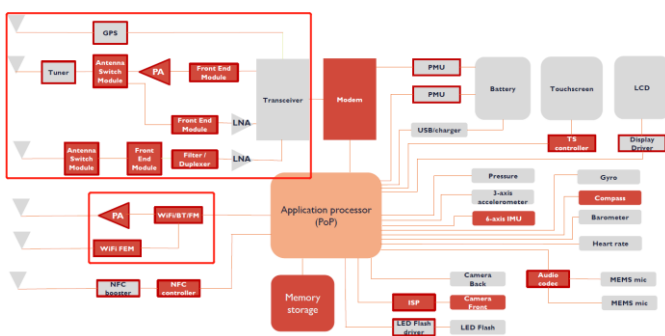 GPS
Tuner
Antenna
Switch
Module
PA
Front End
Module
Front End
Module
LNA
Transceiver
Antenna
Switch
Module
Front
End
Module
Filter /
Duplexer
LNA
Modem
PMU
PMU
Battery
Touchscreen
LCD
USB/charger
TS
controller
Display
Driver
PA
WiFi/BT/FM
WiFi FEM
NFC
booster
NFC
controller
Application processor
(PoP)
Memory
storage
Pressure
3-axis
accelerometer
6-axis IMU
Gyro
Compass
Barometer
Heart rate
Camera
Back
ISP
Camera
Front
LED Flash
driver
LED Flash
Audio
codec
MEMS mic
MEMS mic